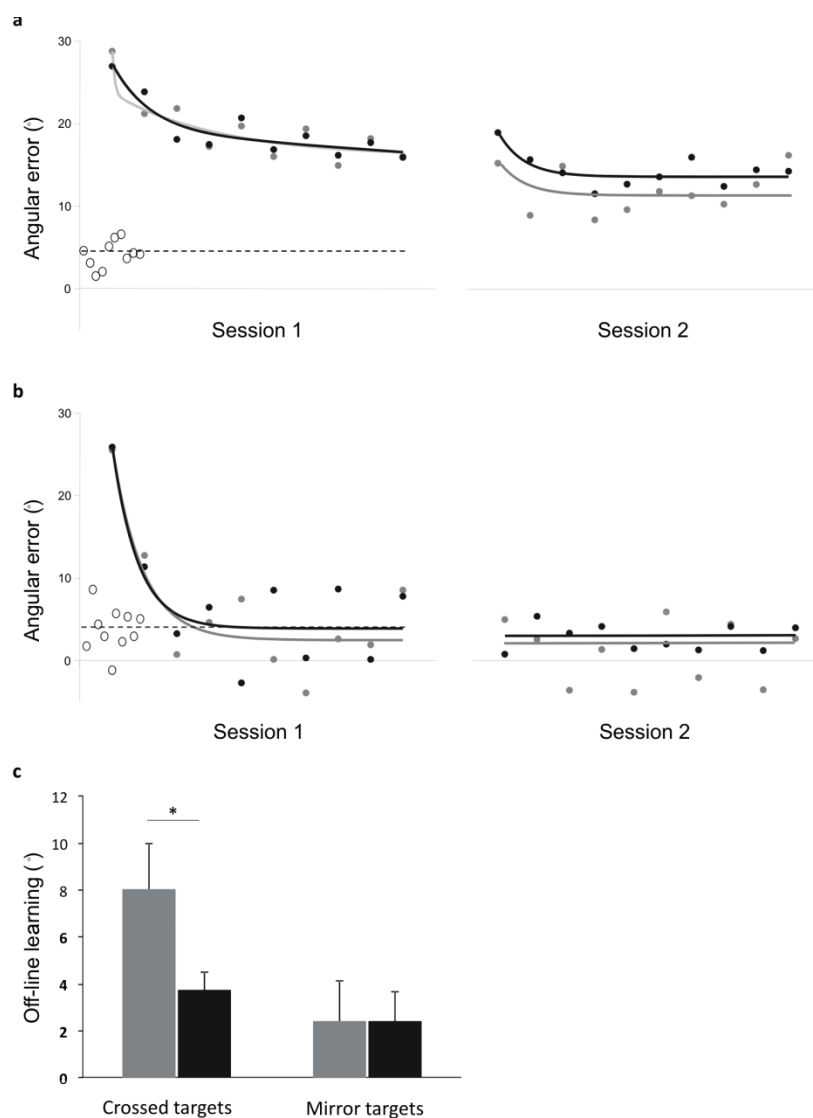 a
30
20
10
0
Angular error (°)
Session 1
Session 2
b
30
20
10
0
Angular error (°)
Session 1
Session 2
c
12
10
8
6
4
2
0
Off-line learning (°)
*
Crossed targets
Mirror targets